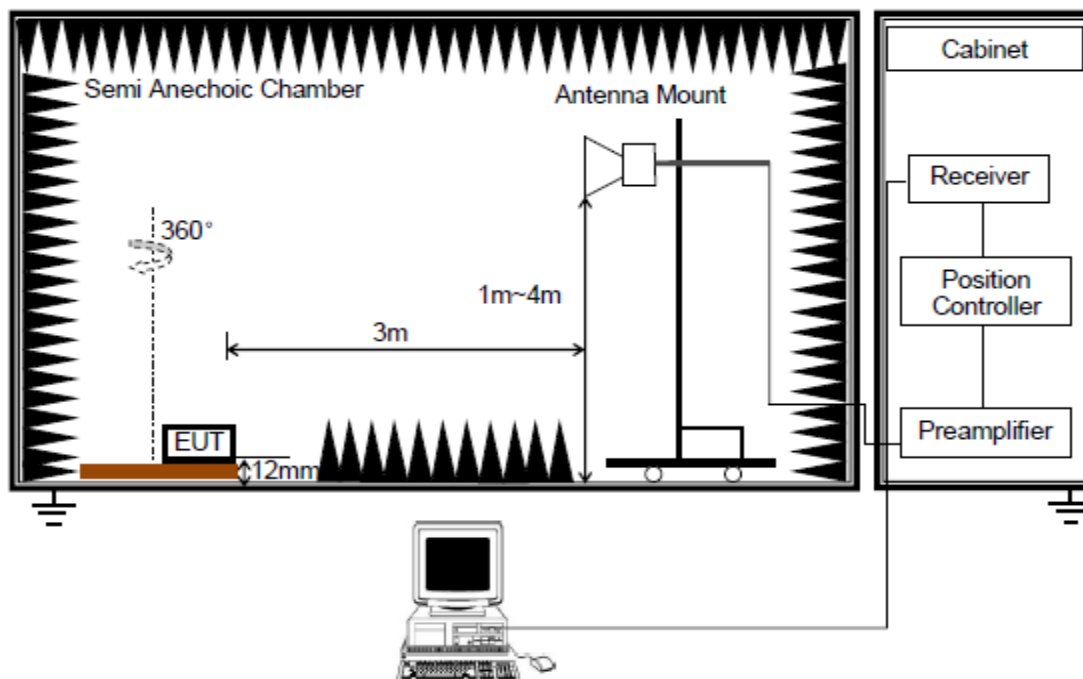 Cabinet
Semi Anechoic Chamber
Antenna Mount
Receiver
360°
Position
Controller
1m~4m
3m
EUT
12mm
Preamplifier